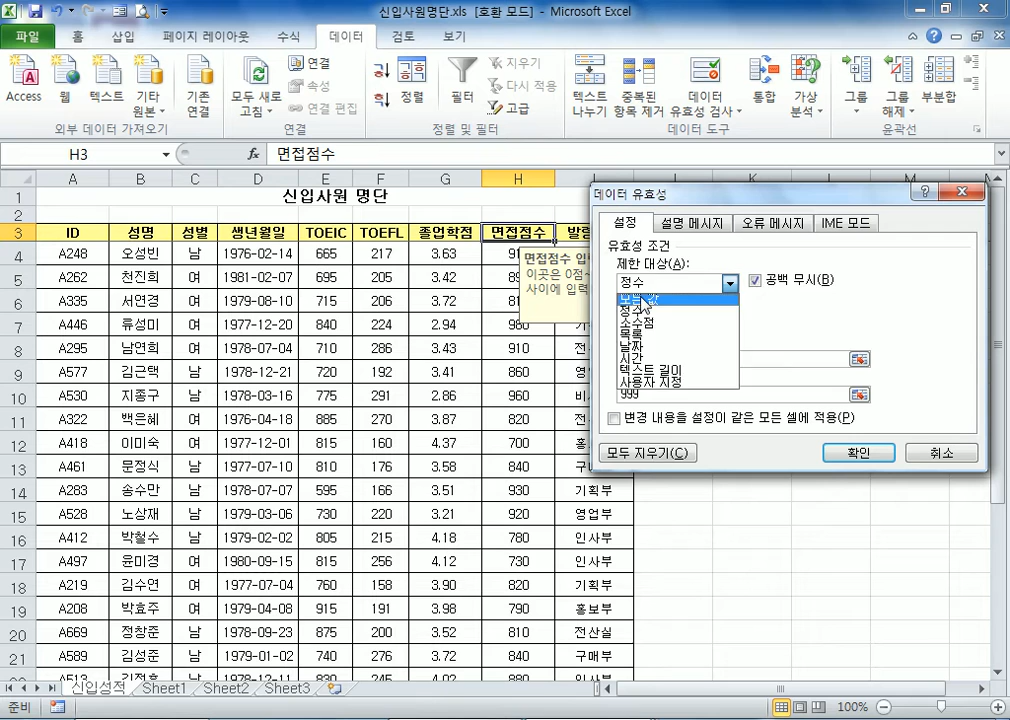 신입사원명단.xls [호환 모드] - Microsoft Excel
파일 홈 삽입 페이지 레이아웃 수식 데이터 검토 보기
Access 웹 텍스트 기타 원본 기존 연결 모두 새로 고침 연결 속성 연결 편집 정렬 필터 지우기 다시 적용 고급 텍스트 나누기 중복된 항목 제거 데이터 유효성 검사 통합 가상 분석 그룹 그룹 해제 부분합
외부 데이터 가져오기 연결 정렬 및 필터 데이터 도구 윤곽선
H3 fx 면접점수
A B C D E F G H
1 신입사원 명단
2
3 ID 성명 성별 생년월일 TOEIC TOEFL 졸업학점 면접점수
4 A248 오성빈 남 1976-02-14 665 217 3.63
5 A262 천진희 여 1981-02-07 695 205 3.42
6 A335 서연경 여 1979-08-10 715 206 3.72
7 A446 류성미 여 1977-12-20 840 224 2.94 980
8 A295 남연희 여 1978-07-04 710 286 3.43 910
9 A577 김근택 남 1978-12-21 720 192 3.41 860
10 A530 지종구 남 1978-03-16 775 291 2.86 960
11 A322 백은혜 여 1976-04-18 885 270 3.87 820
12 A418 이미숙 여 1977-12-01 815 160 4.37 700
13 A461 문정식 남 1977-07-10 810 176 3.58 840
14 A283 송수만 남 1978-07-07 595 166 3.51 930 기획부
15 A528 노상재 남 1979-03-06 730 220 3.21 920 영업부
16 A412 박철수 남 1979-02-02 805 215 4.18 780 인사부
17 A497 윤미경 여 1980-09-15 855 256 4.12 730 인사부
18 A219 김수연 여 1977-07-04 760 158 3.90 820 기획부
19 A208 박효주 여 1979-04-08 915 191 3.98 790 홍보부
20 A669 정창준 남 1978-09-23 875 200 3.52 810 전산실
21 A589 김성준 남 1979-01-02 740 276 3.72 840 구매부
면접점수
이곳은 0점~
사이에 입력
데이터 유효성
설정 설명 메시지 오류 메시지 IME 모드
유효성 조건
제한 대상(A):
정수 공백 무시(B)
정수
소수점
목록
날짜
시간
텍스트 길이
사용자 지정
999
변경 내용을 설정이 같은 모든 셀에 적용(P)
모두 지우기(C) 확인 취소
신입성적 Sheet1 Sheet2 Sheet3
준비 100%